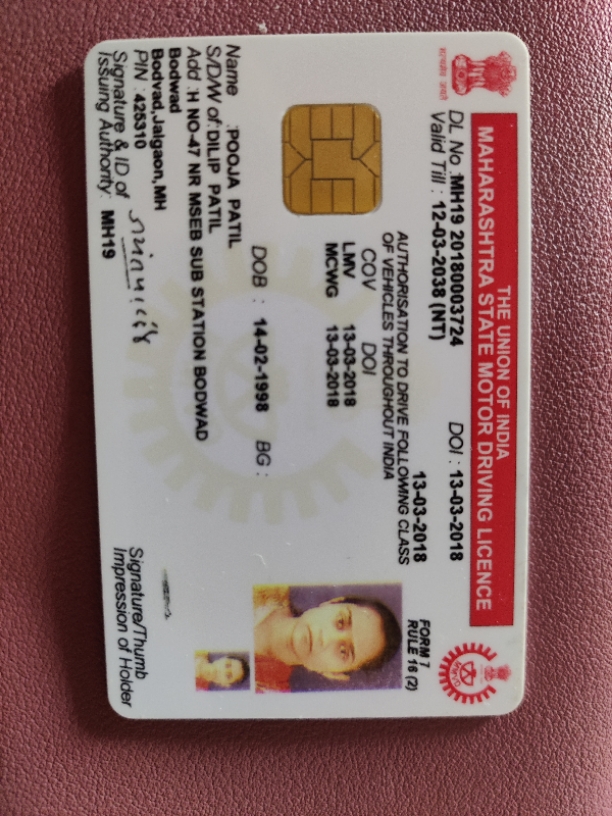 THE UNION OF INDIA
MAHARASHTRA STATE MOTOR DRIVING LICENCE
DL No :MH19 20180003724 DOI : 13-03-2018
Valid Till : 12-03-2038 (NT) 13-03-2018
FORM 7
RULE 16 (2)
AUTHORISATION TO DRIVE FOLLOWING CLASS
OF VEHICLES THROUGHOUT INDIA
COV DOI
LMV 13-03-2018
MCWG 13-03-2018
DOB : 14-02-1998 BG :
Name :POOJA PATIL
S/D/W of:DILIP PATIL
Add :H NO-47 NR MSEB SUB STATION BODWAD
Bodwad
Bodvad,Jalgaon,MH
PIN :425310
Signature & ID of
Issuing Authority: MH19
Signature/Thumb
Impression of Holder